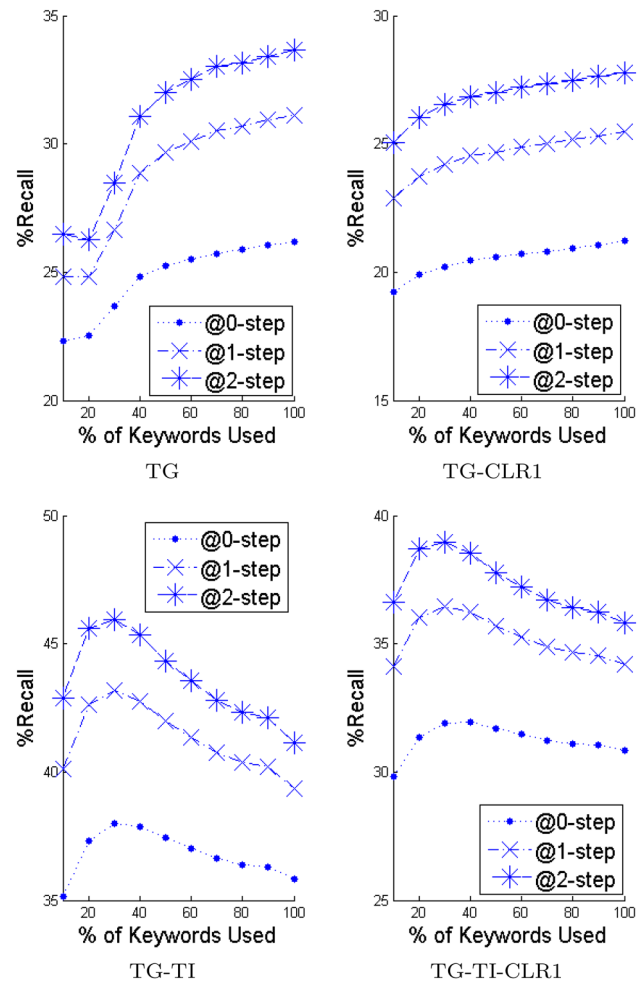 35
30
25
20
%Recall
20 40 60 80 100
% of Keywords Used
@0-step
@1-step
@2-step
TG
30
25
20
15
%Recall
20 40 60 80 100
% of Keywords Used
@0-step
@1-step
@2-step
TG-CLR1
50
45
40
35
%Recall
20 40 60 80 100
% of Keywords Used
@0-step
@1-step
@2-step
TG-TI
40
35
30
25
%Recall
20 40 60 80 100
% of Keywords Used
@0-step
@1-step
@2-step
TG-TI-CLR1